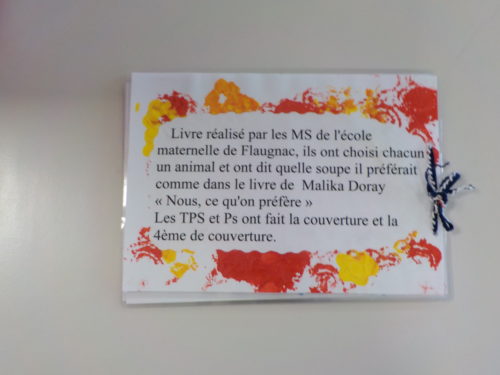 Livre réalisé par les MS de l'école
maternelle de Flaugnac, ils ont choisi chacun
un animal et ont dit quelle soupe il préférait
comme dans le livre de Malika Doray
« Nous, ce qu'on préfère »
Les TPS et Ps ont fait la couverture et la
4ème de couverture.